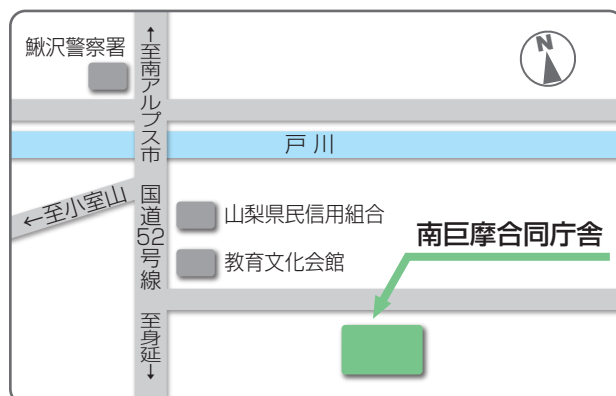 鰍沢警察署
↑至南アルプス市
N
戸川
←至小室山
国道52号線
山梨県民信用組合
教育文化会館
南巨摩合同庁舎
至身延↓